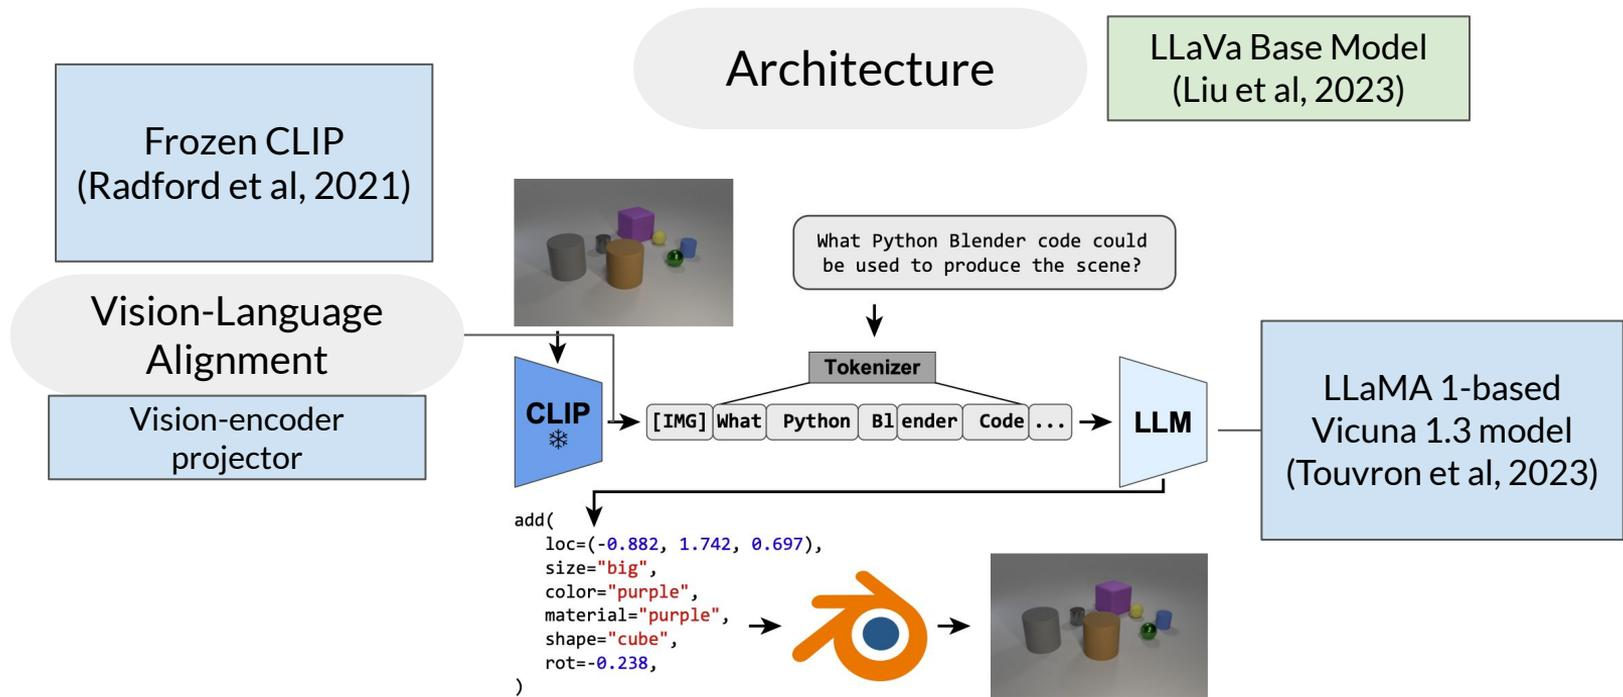 Architecture
LLaVa Base Model
(Liu et al, 2023)
Frozen CLIP
(Radford et al, 2021)
What Python Blender code could
be used to produce the scene?
Vision-Language
Alignment
Vision-encoder
projector
Tokenizer
CLIP
[IMG] What Python Bl ender Code ...
LLM
LLaMA 1-based
Vicuna 1.3 model
(Touvron et al, 2023)
add(
loc=(-0.882, 1.742, 0.697),
size="big",
color="purple",
material="purple",
shape="cube",
rot=-0.238,
)